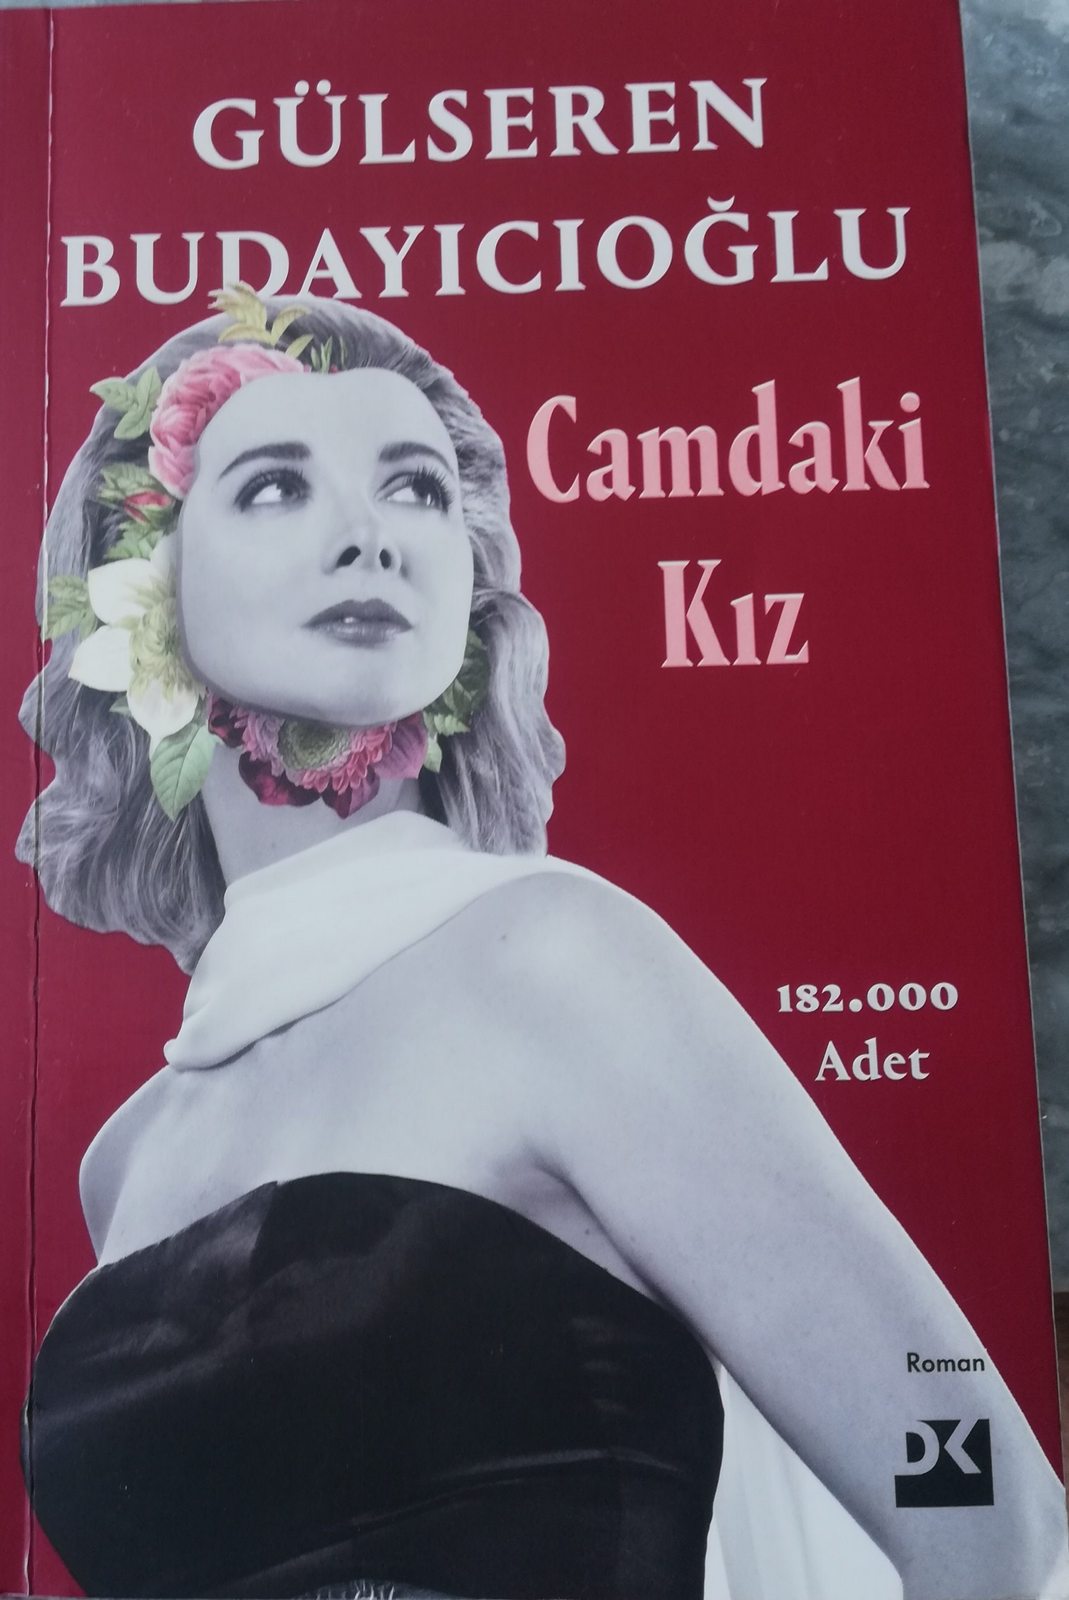 GÜLSEREN
BUDAYICIOĞLU
Camdaki
Kız
182.000
Adet
Roman
DK